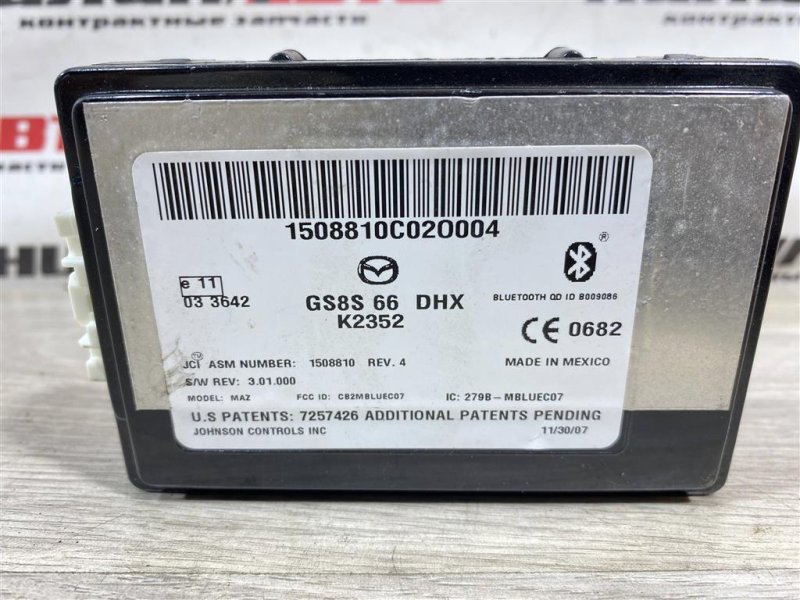 контрактные запчасти
1508810C02O004
®
e 11
03 3642
GS8S 66 DHX
K2352
BLUETOOTH QD ID B009086
CE 0682
JCI™ ASM NUMBER: 1508810 REV. 4
MADE IN MEXICO
S/W REV: 3.01.000
MODEL: MAZ FCC ID: CB2MBLUEC07 IC: 279B-MBLUEC07
U.S PATENTS: 7257426 ADDITIONAL PATENTS PENDING
JOHNSON CONTROLS INC 11/30/07